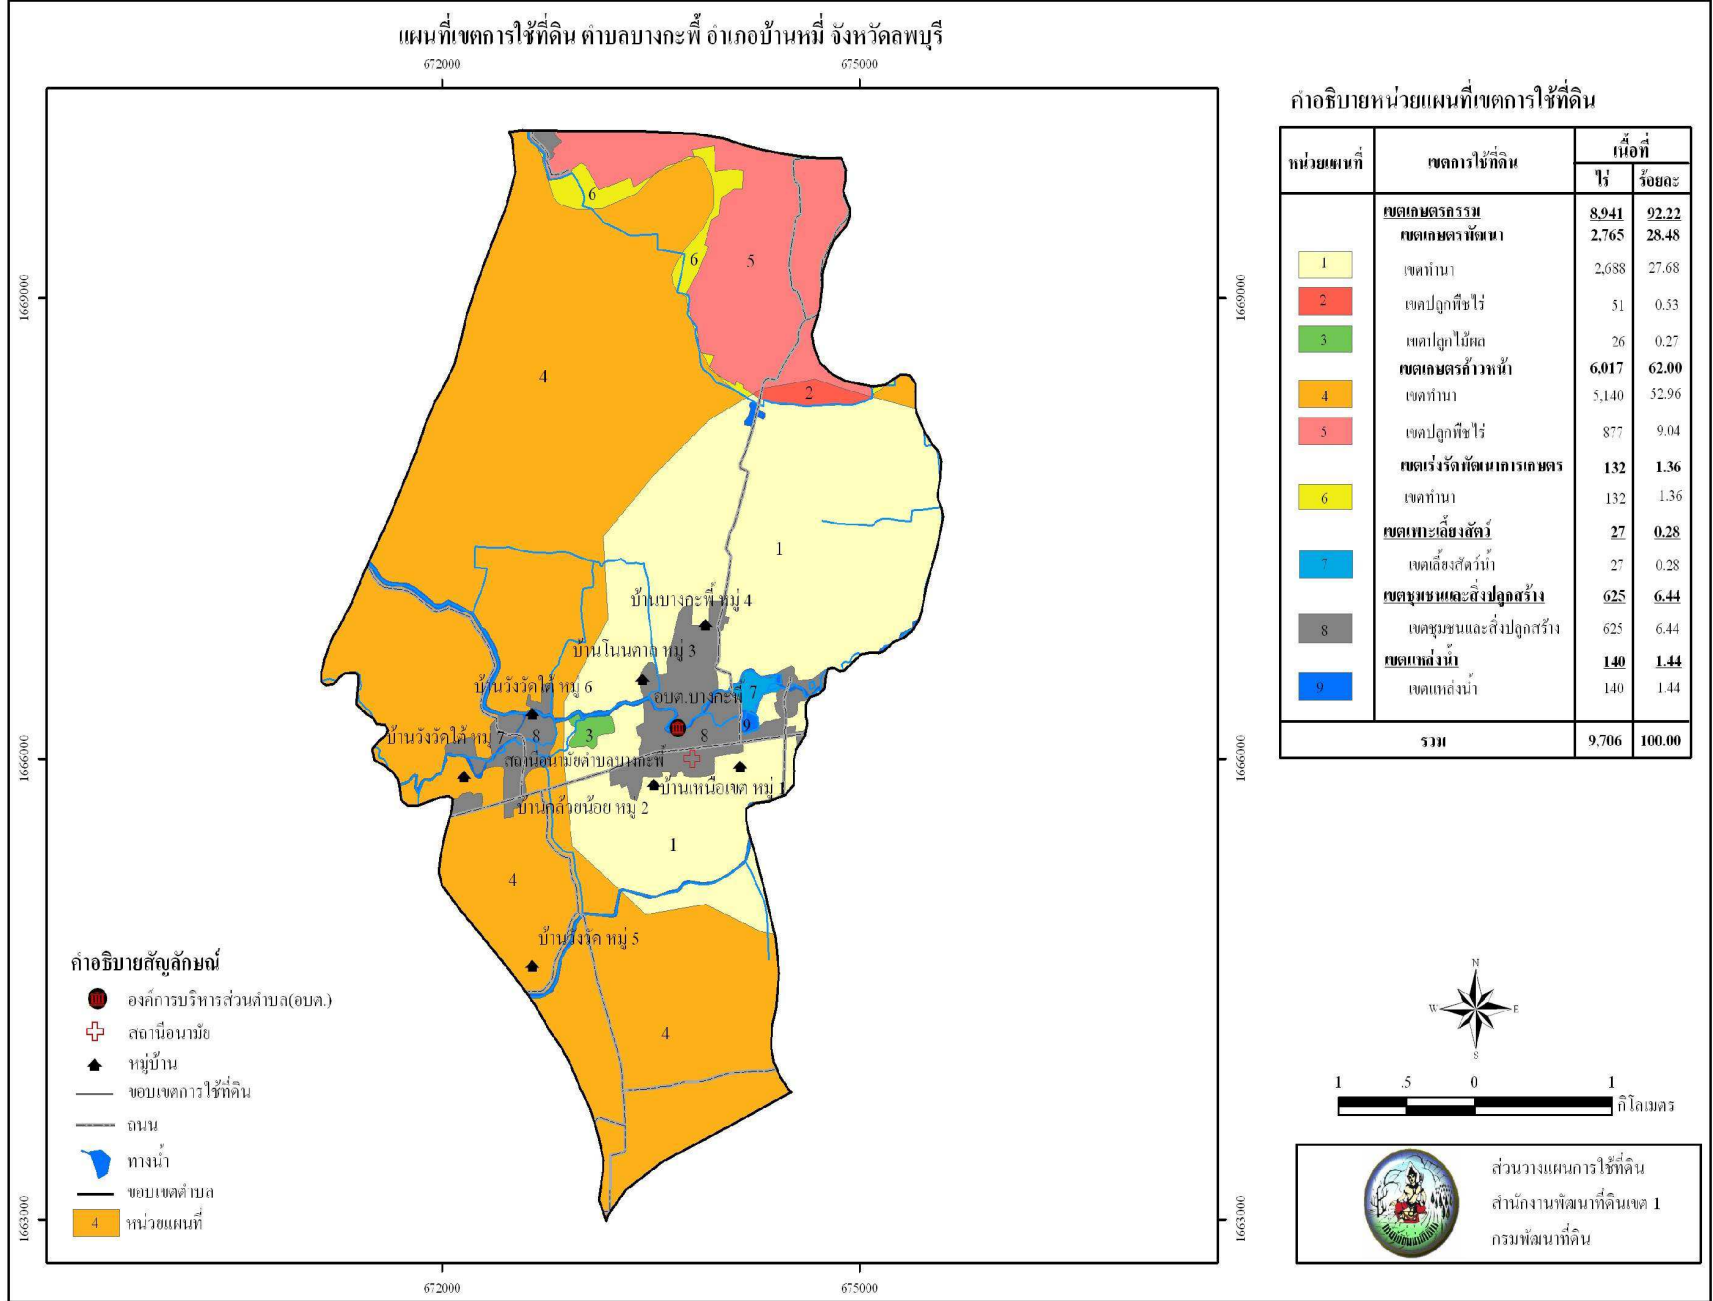 แผนที่เขตการใช้ที่ดิน ตำบลบางกะพี้ อำเภอบ้านหมี่ จังหวัดลพบุรี
672000 675000
คำอธิบายหน่วยแผนที่เขตการใช้ที่ดิน
หน่วยแผนที่ เขตการใช้ที่ดิน เนื้อที่
ไร่ ร้อยละ
เขตเกษตรกรรม 8,941 92.22
เขตเกษตรพัฒนา 2,765 28.48
1 เขตทำนา 2,688 27.68
2 เขตปลูกพืชไร่ 51 0.53
3 เขตปลูกไม้ผล 26 0.27
เขตเกษตรก้าวหน้า 6,017 62.00
4 เขตทำนา 5,140 52.96
5 เขตปลูกพืชไร่ 877 9.04
เขตเร่งรัดพัฒนาการเกษตร 132 1.36
6 เขตทำนา 132 1.36
เขตเพาะเลี้ยงสัตว์ 27 0.28
7 เขตเลี้ยงสัตว์น้ำ 27 0.28
เขตชุมชนและสิ่งปลูกสร้าง 625 6.44
8 เขตชุมชนและสิ่งปลูกสร้าง 625 6.44
เขตแหล่งน้ำ 140 1.44
9 เขตแหล่งน้ำ 140 1.44
รวม 9,706 100.00
6
6
5
1669000 1669000
4
2
1
บ้านบางกะพี้ หมู่ 4
บ้านโนนตาล หมู่ 3
บ้านวังวัดใต้ หมู่ 6
7
อบต.บางกะพี้
9
บ้านวังวัดใต้ หมู่ 7
8
3
8
สถานีอนามัยตำบลบางกะพี้
1666000 1666000
บ้านเหนือเขต หมู่ 1
บ้านกล้วยน้อย หมู่ 2
1
4
บ้านวังวัด หมู่ 5
4
คำอธิบายสัญลักษณ์
องค์การบริหารส่วนตำบล(อบต.)
สถานีอนามัย
หมู่บ้าน
ขอบเขตการใช้ที่ดิน
ถนน
ทางน้ำ
ขอบเขตตำบล
4 หน่วยแผนที่
1663000 1663000
672000 675000
N
W E
S
1 .5 0 1
กิโลเมตร
ส่วนวางแผนการใช้ที่ดิน
สำนักงานพัฒนาที่ดินเขต 1
กรมพัฒนาที่ดิน